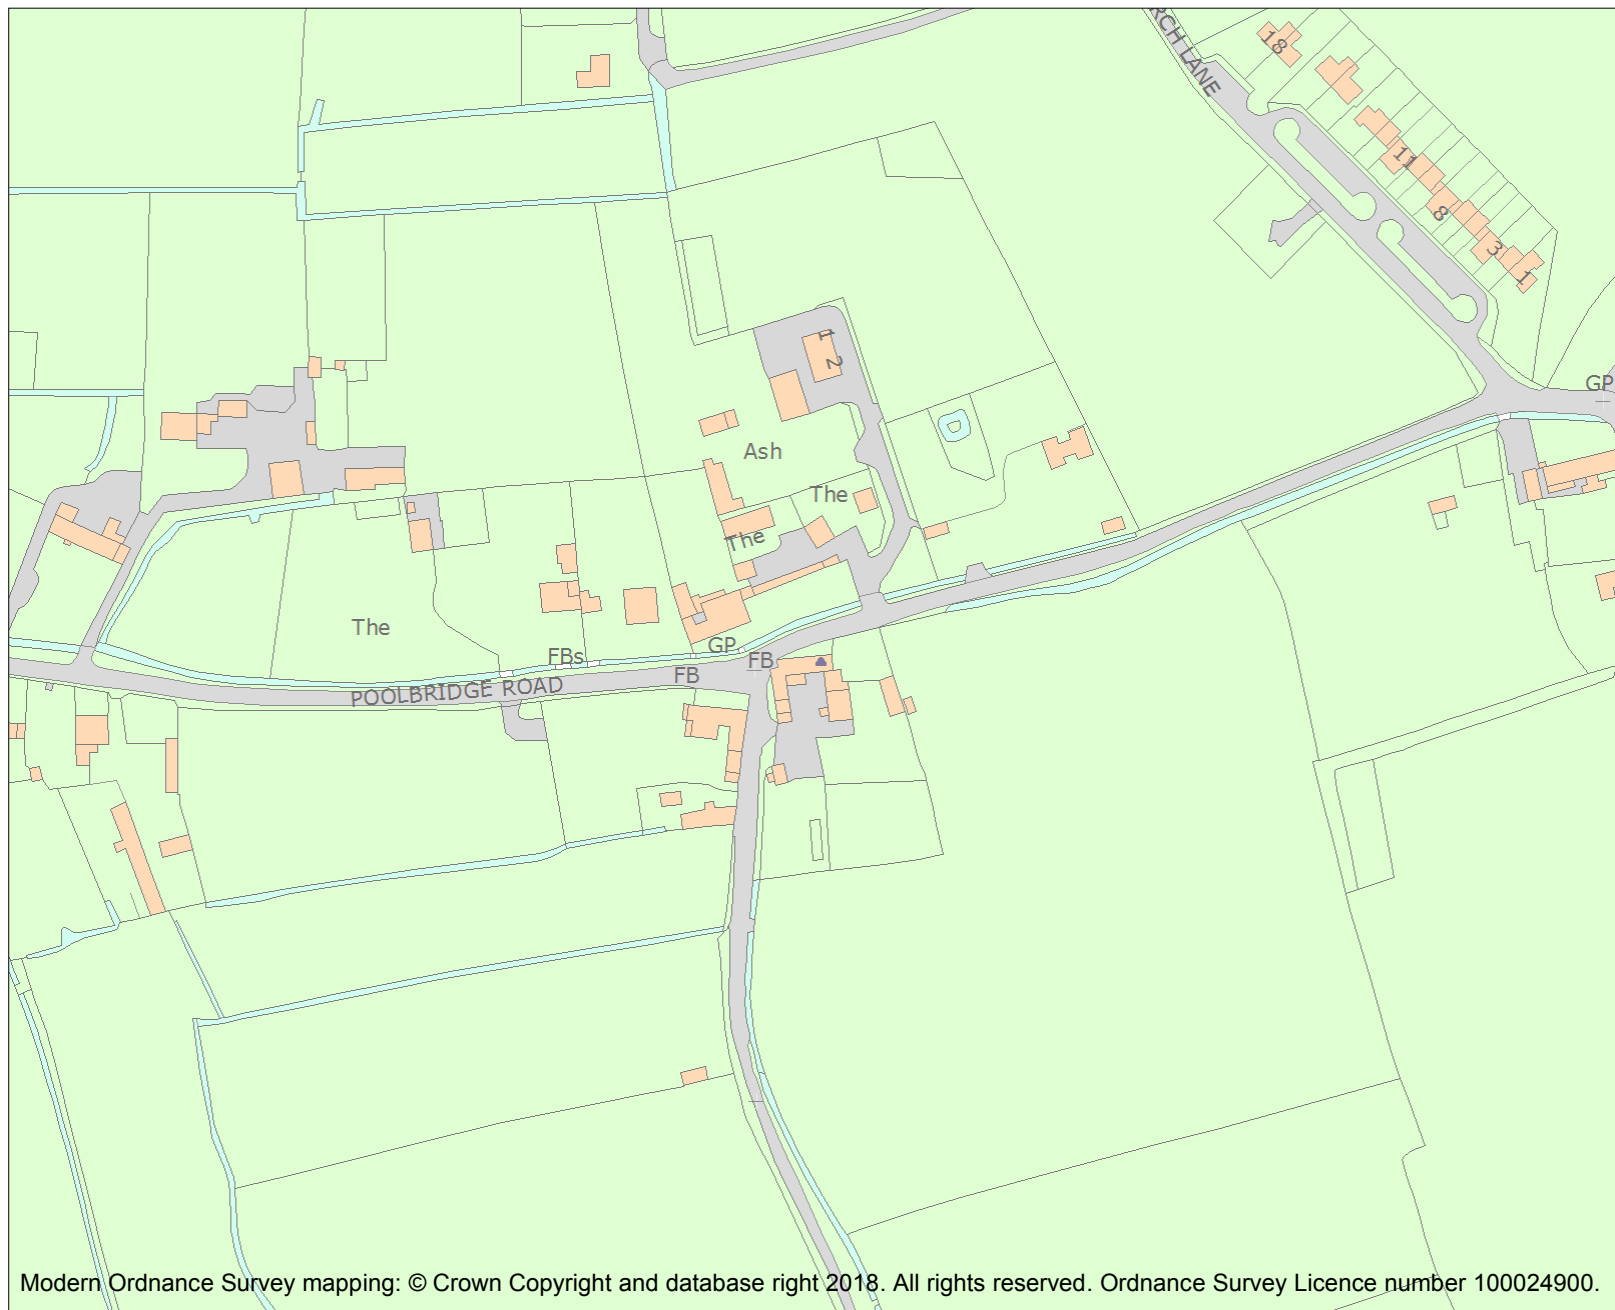 RCH LANE
18
11
8
3
1
GP
1
2
Ash
The
The
The
FBs
GP
FB
FB
POOLBRIDGE ROAD
Modern Ordnance Survey mapping: © Crown Copyright and database right 2018. All rights reserved. Ordnance Survey Licence number 100024900.